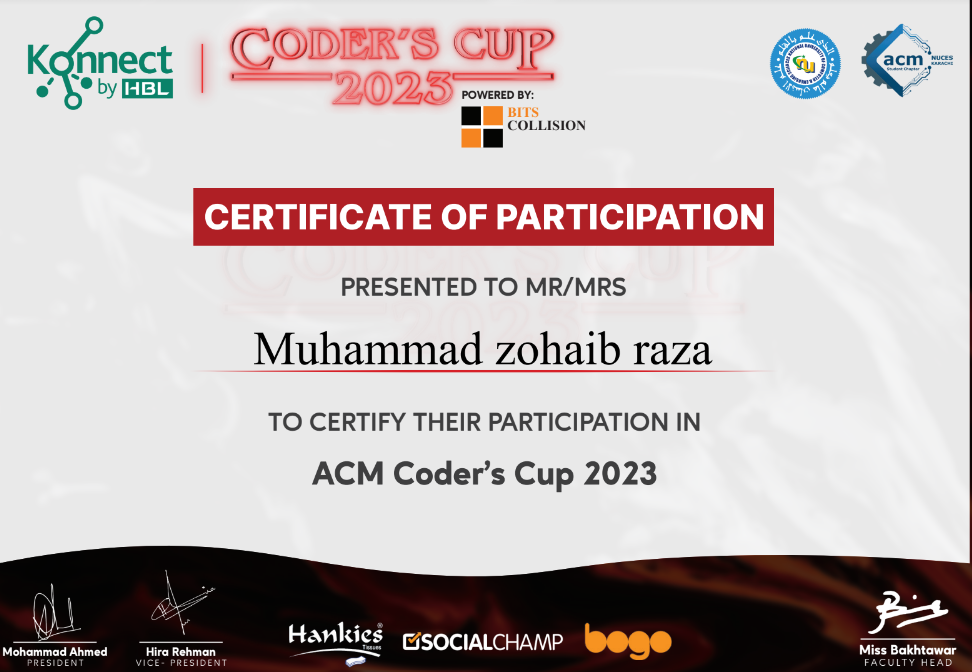 Konnect
by HBL
CODER'S CUP
2023
POWERED BY:
BITS
COLLISION
acm
Student Chapter
NUCES
KARACHI
CERTIFICATE OF PARTICIPATION
PRESENTED TO MR/MRS
Muhammad zohaib raza
TO CERTIFY THEIR PARTICIPATION IN
ACM Coder's Cup 2023
Mohammad Ahmed
PRESIDENT
Hira Rehman
VICE- PRESIDENT
Hankies®
Tissues
SOCIALCHAMP
bogo
Miss Bakhtawar
FACULTY HEAD